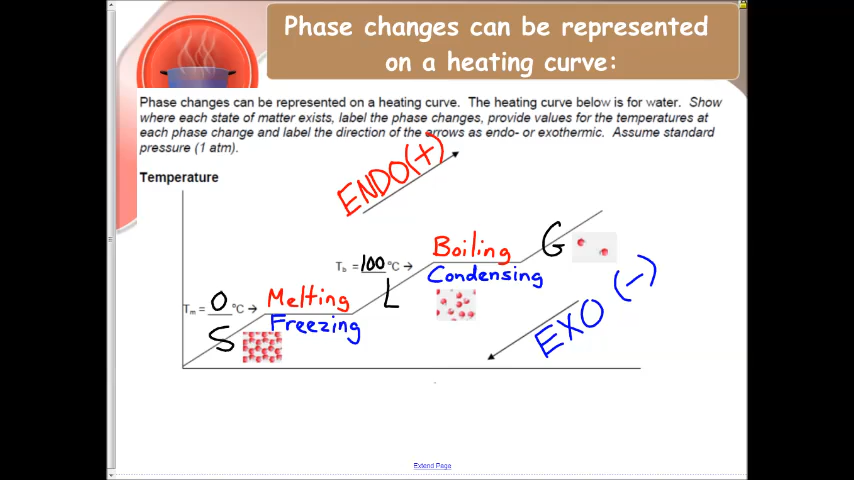 Phase changes can be represented
on a heating curve:
Phase changes can be represented on a heating curve. The heating curve below is for water. Show
where each state of matter exists, label the phase changes, provide values for the temperatures at
each phase change and label the direction of the arrows as endo- or exothermic. Assume standard
pressure (1 atm).
Temperature
ENDO(+)
G
Boiling
Tb = 100 °C →
Condensing
L
EXO (-)
Tm = 0 °C →
Melting
Freezing
S
Extend Page